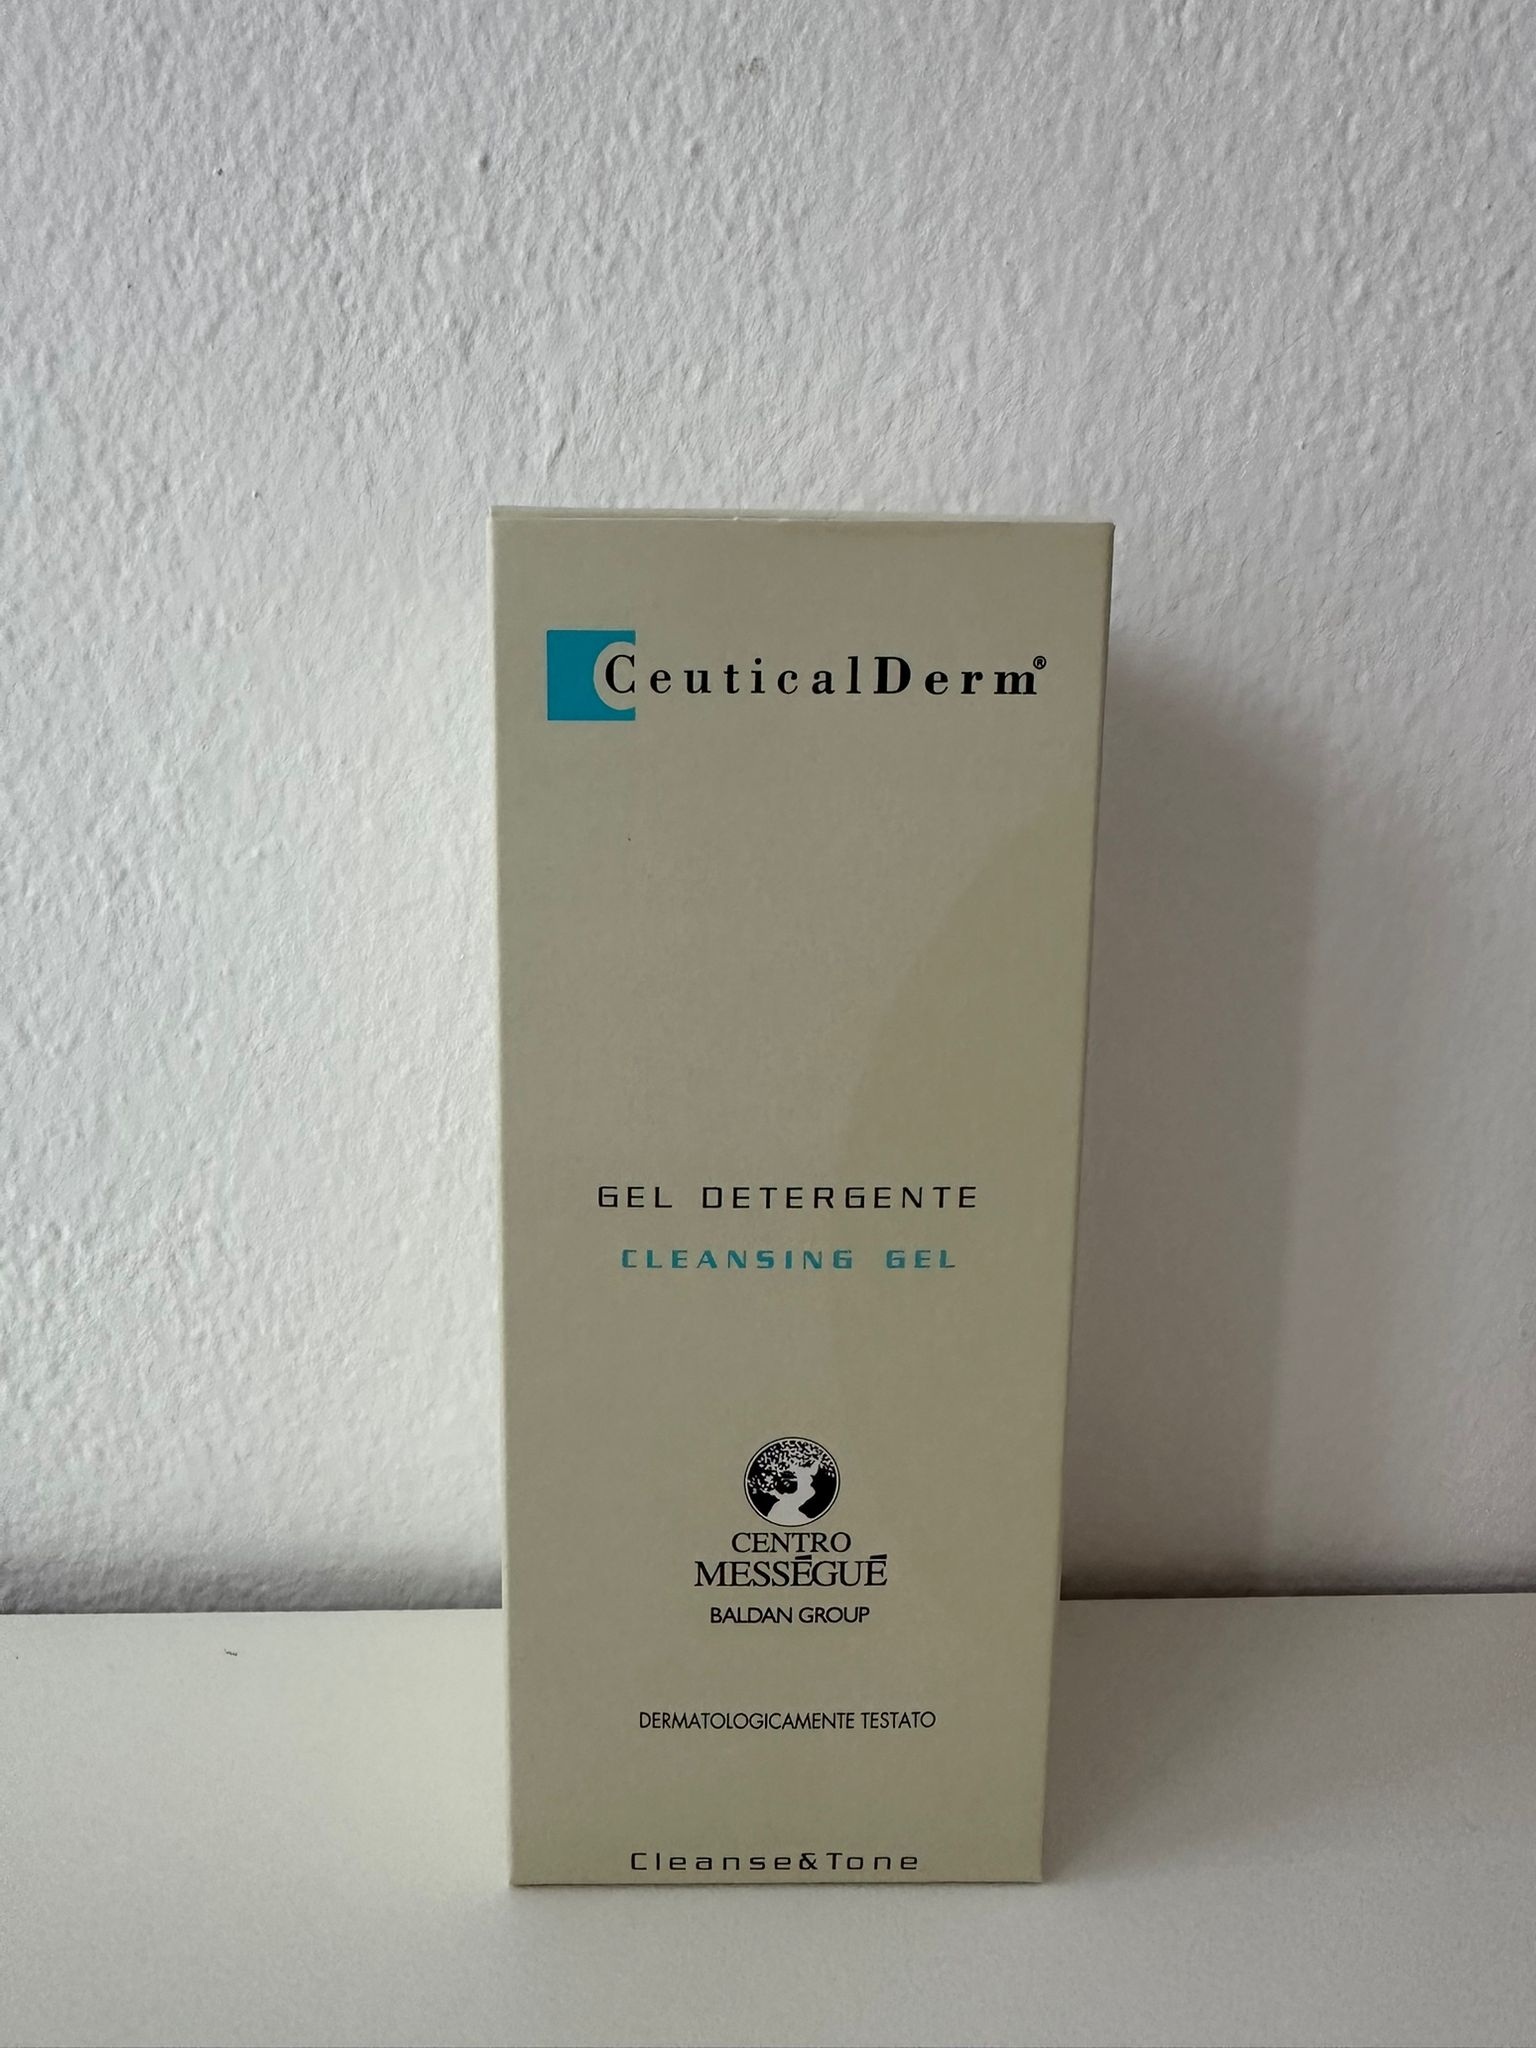 CeuticalDerm®
GEL DETERGENTE
CLEANSING GEL
CENTRO
MESSÉGUÉ
BALDAN GROUP
DERMATOLOGICAMENTE TESTATO
Cleanse&Tone